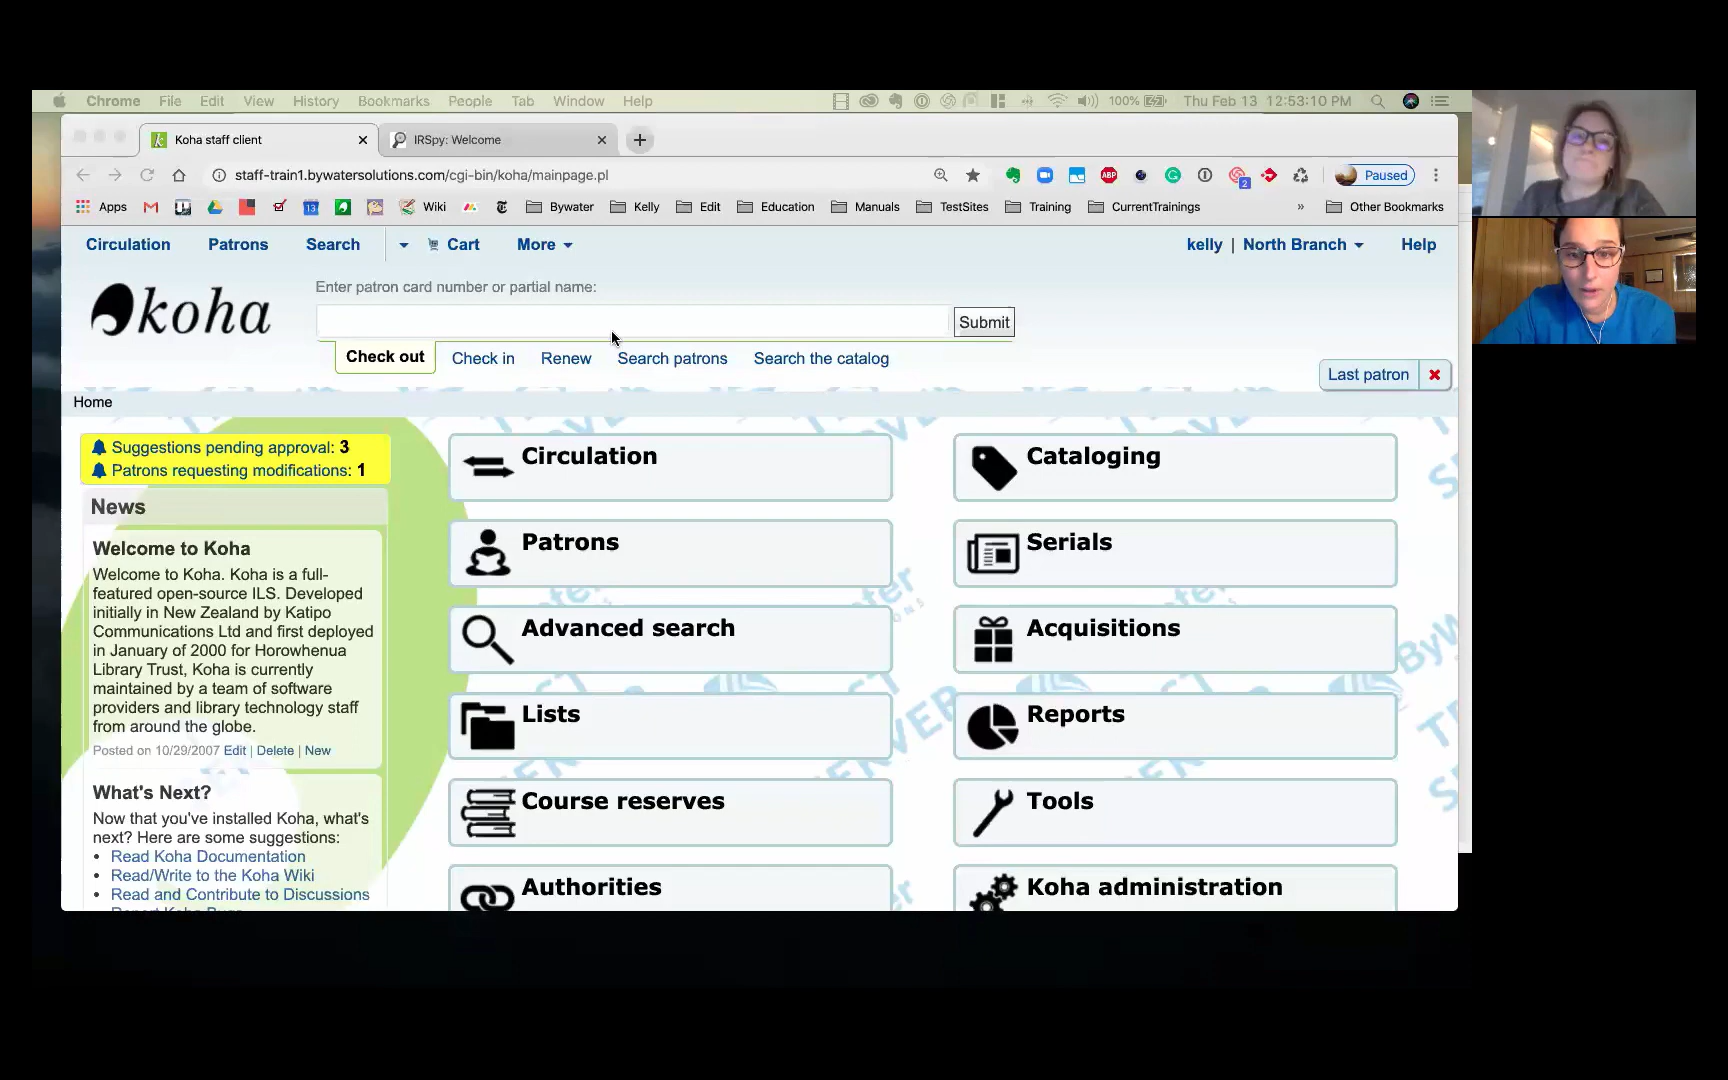 Chrome File Edit View History Bookmarks People Tab Window Help 100% Thu Feb 13 12:53:10 PM
Koha staff client
IRSpy: Welcome
staff-train1.bywatersolutions.com/cgi-bin/koha/mainpage.pl
ABP
2
Paused
Apps
13
Wiki
Bywater
Kelly
Edit
Education
Manuals
TestSites
Training
CurrentTrainings
»
Other Bookmarks
Circulation Patrons Search Cart More kelly | North Branch Help
koha
Enter patron card number or partial name:
Submit
Check out Check in Renew Search patrons Search the catalog
Last patron
Home
Suggestions pending approval: 3
Patrons requesting modifications: 1
News
Welcome to Koha
Welcome to Koha. Koha is a full-
featured open-source ILS. Developed
initially in New Zealand by Katipo
Communications Ltd and first deployed
in January of 2000 for Horowhenua
Library Trust, Koha is currently
maintained by a team of software
providers and library technology staff
from around the globe.
Posted on 10/29/2007 Edit | Delete | New
What's Next?
Now that you've installed Koha, what's
next? Here are some suggestions:
• Read Koha Documentation
• Read/Write to the Koha Wiki
• Read and Contribute to Discussions
Circulation
Patrons
Advanced search
Lists
Course reserves
Authorities
Cataloging
Serials
Acquisitions
Reports
Tools
Koha administration